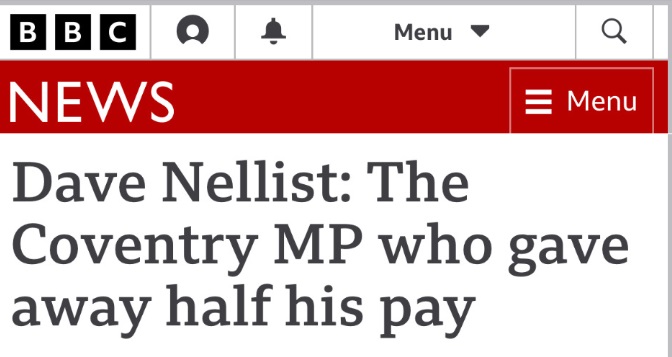 BBC Menu
NEWS Menu
Dave Nellist: The
Coventry MP who gave
away half his pay